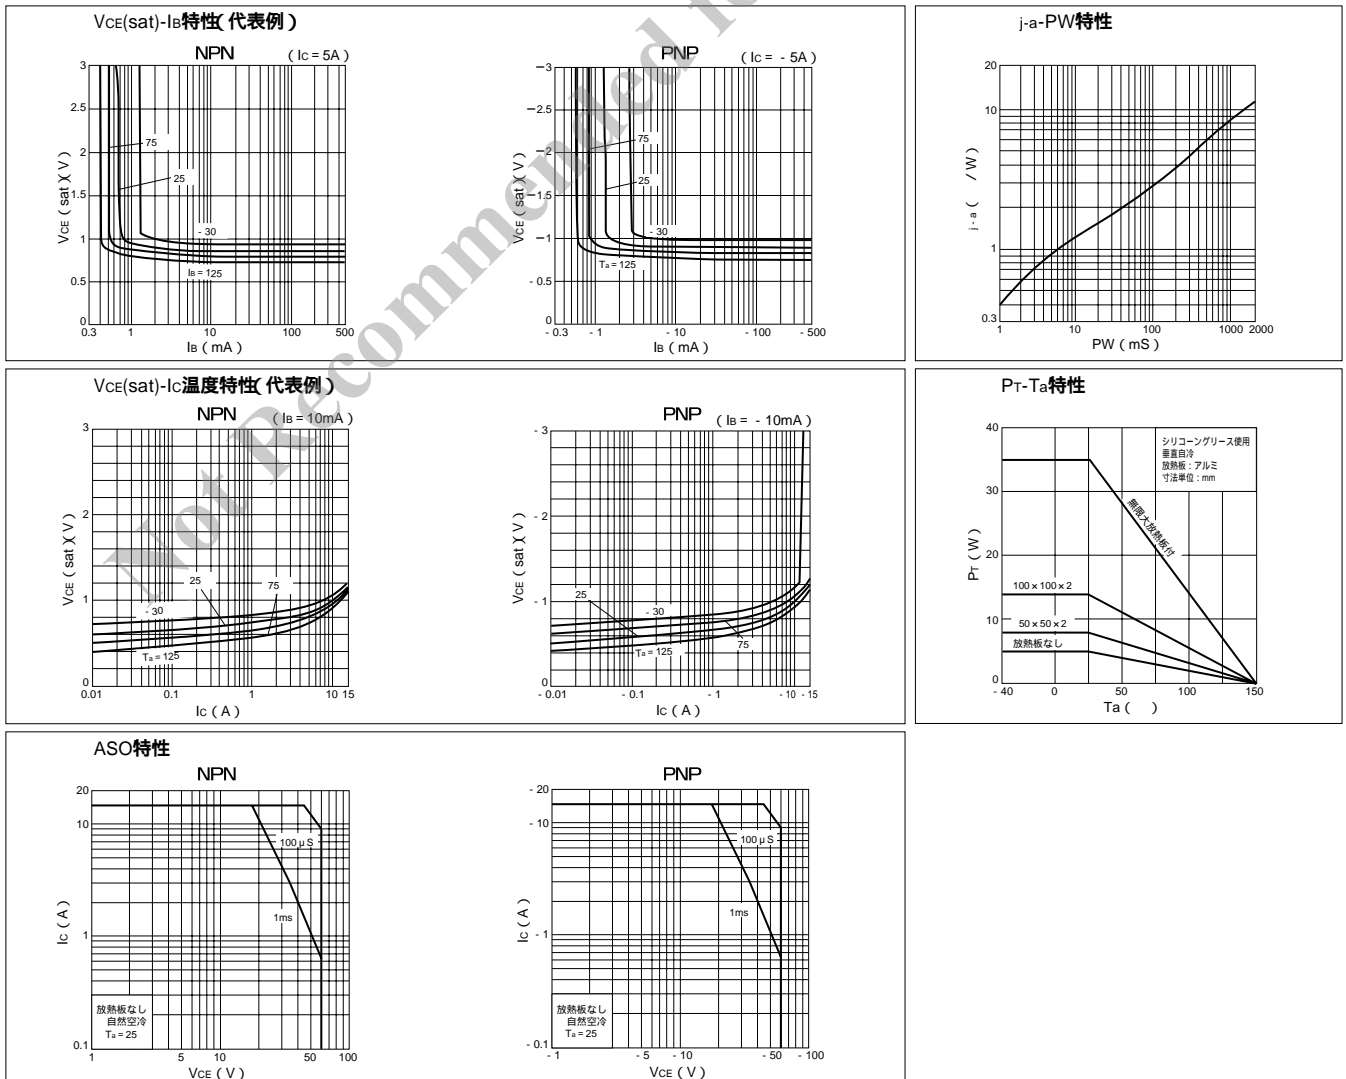 VCE(sat)-IB特性(代表例)
NPN
(IC = 5A)
VCE(sat)(V)
3
2.5
2
1.5
1
0.5
0
75
25
- 30
IB = 125
0.3 1 10 100 500
IB(mA)
PNP
(IC = - 5A)
VCE(sat)(V)
−3
−2.5
−2
−1.5
−1
- 0.5
0
75
25
- 30
Ta = 125
- 0.3 - 1 - 10 - 100 - 500
IB(mA)
j-a-PW特性
j - a( /W)
20
10
1
0.3
1 10 100 1000 2000
PW(mS)
VCE(sat)-IC温度特性(代表例)
NPN
(IB = 10mA)
VCE(sat)(V)
3
2
1
0
25
75
- 30
Ta = 125
0.01 0.1 1 10 15
IC(A)
PNP
(IB = - 10mA)
VCE(sat)(V)
- 3
- 2
- 1
0
25
- 30
75
Ta = 125
- 0.01 - 0.1 - 1 - 10 - 15
IC(A)
PT-Ta特性
PT(W)
40
30
20
10
0
シリコーングリース使用
垂直自冷
放熱板:アルミ
寸法単位:mm
無限大放熱板付
100×100×2
50×50×2
放熱板なし
- 40 0 50 100 150
Ta( )
ASO特性
NPN
IC(A)
20
10
1
0.1
100μS
1ms
放熱板なし
自然空冷
Ta = 25
1 5 10 50 100
VCE(V)
PNP
IC(A)
- 20
- 10
- 1
- 0.1
100μS
1ms
放熱板なし
自然空冷
Ta = 25
- 1 - 5 - 10 - 50 - 100
VCE(V)
Not Recommended